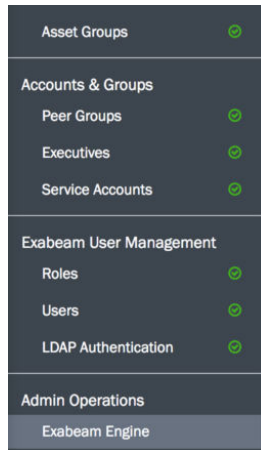 Asset Groups
Accounts & Groups
Peer Groups
Executives
Service Accounts
Exabeam User Management
Roles
Users
LDAP Authentication
Admin Operations
Exabeam Engine